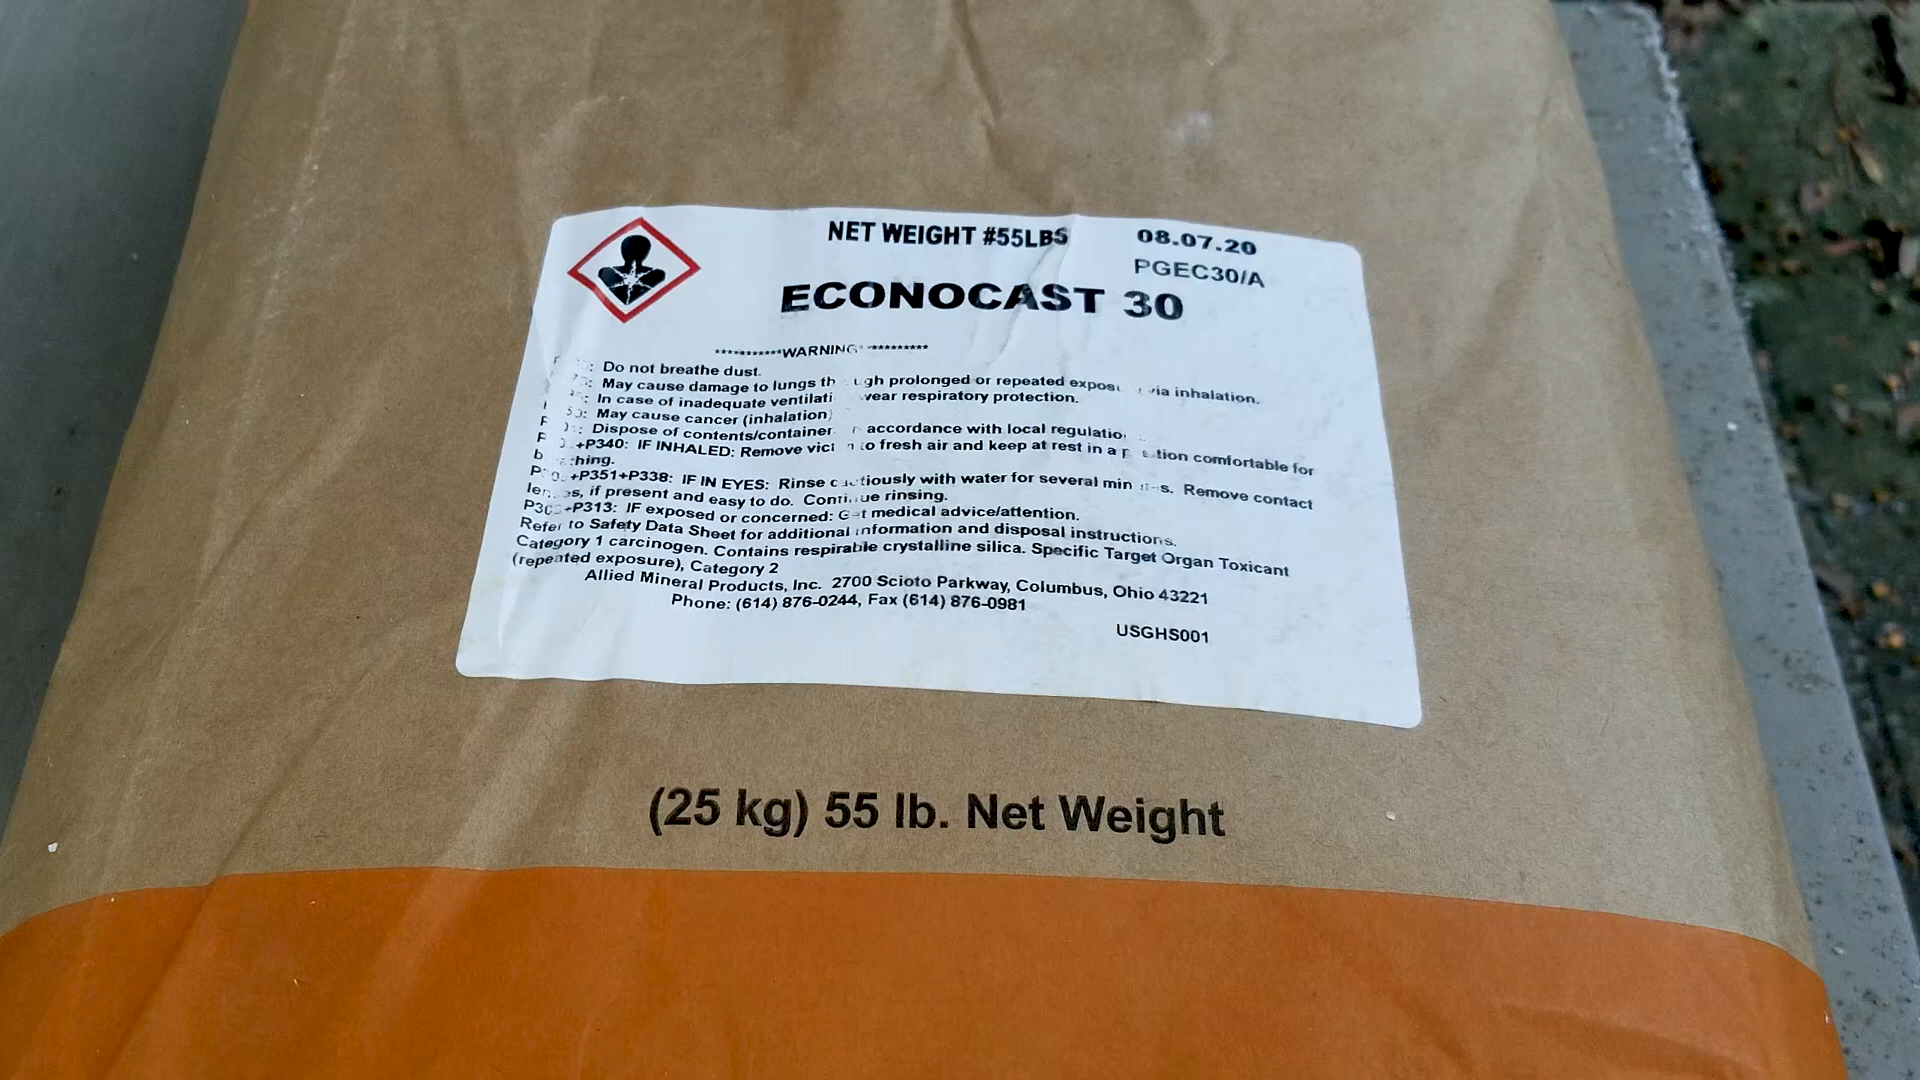 NET WEIGHT #55LBS
08.07.20
PGEC30/A
ECONOCAST 30
***********WARNING**********
: Do not breathe dust.
: May cause damage to lungs through prolonged or repeated exposure via inhalation.
: In case of inadequate ventilation wear respiratory protection.
: May cause cancer (inhalation)
: Dispose of contents/container in accordance with local regulations
+P340: IF INHALED: Remove victim to fresh air and keep at rest in a position comfortable for
breathing.
+P351+P338: IF IN EYES: Rinse cautiously with water for several minutes. Remove contact
lenses, if present and easy to do. Continue rinsing.
+P313: IF exposed or concerned: Get medical advice/attention.
Refer to Safety Data Sheet for additional information and disposal instructions.
Category 1 carcinogen. Contains respirable crystalline silica. Specific Target Organ Toxicant
(repeated exposure), Category 2
Allied Mineral Products, Inc. 2700 Scioto Parkway, Columbus, Ohio 43221
Phone: (614) 876-0244, Fax (614) 876-0981
USGHS001
(25 kg) 55 lb. Net Weight